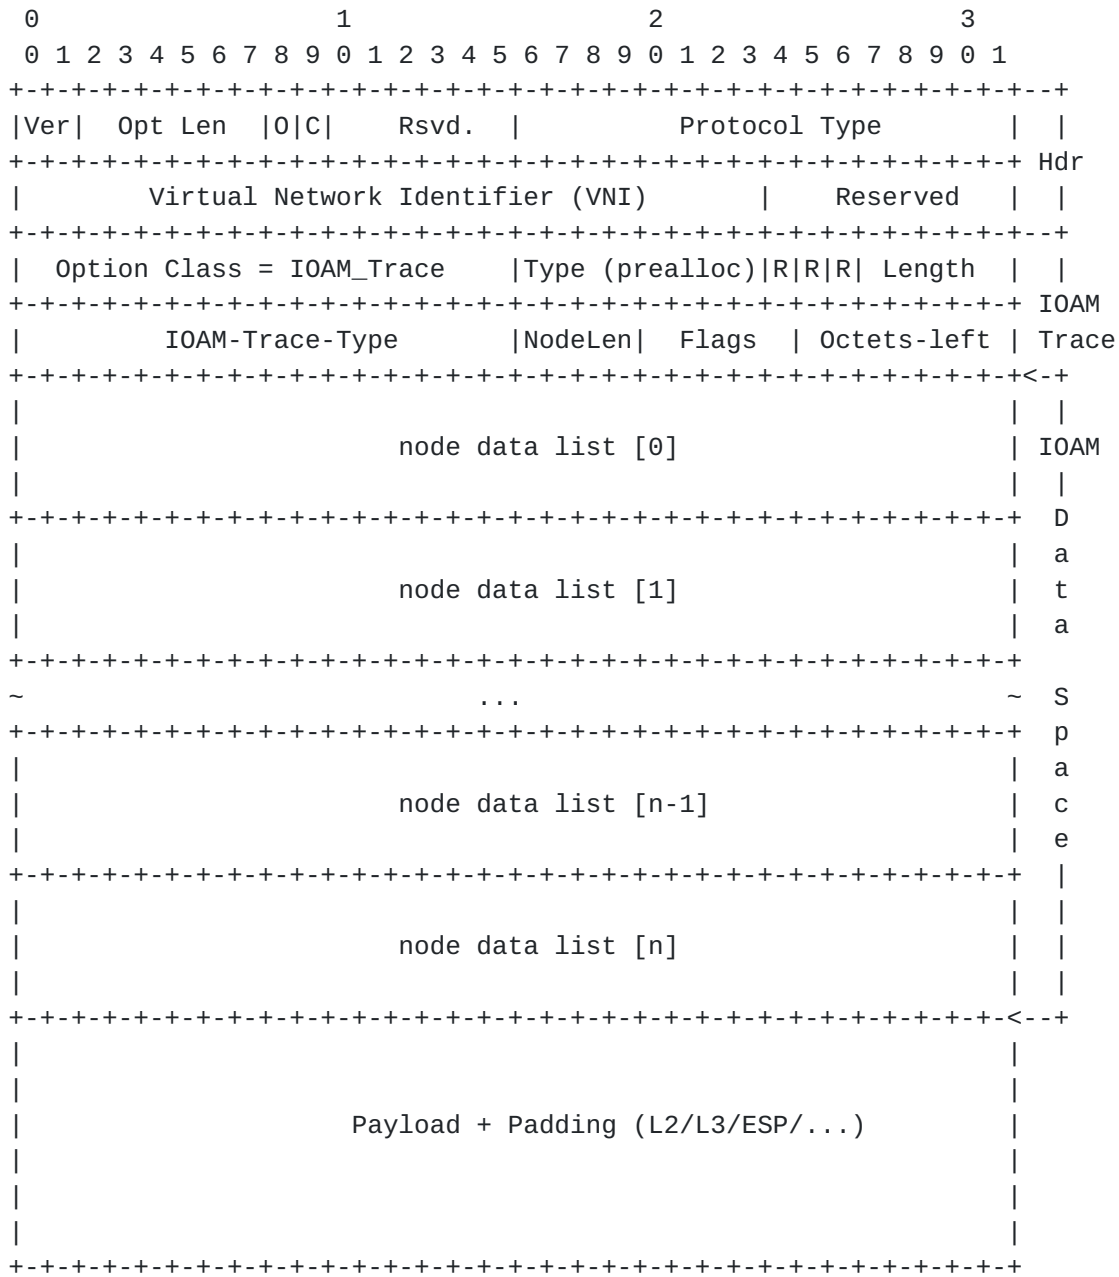 0                   1                   2                   3
 0 1 2 3 4 5 6 7 8 9 0 1 2 3 4 5 6 7 8 9 0 1 2 3 4 5 6 7 8 9 0 1
+-+-+-+-+-+-+-+-+-+-+-+-+-+-+-+-+-+-+-+-+-+-+-+-+-+-+-+-+-+-+-+-+--+
|Ver|  Opt Len  |O|C|    Rsvd.  |          Protocol Type        |  |
+-+-+-+-+-+-+-+-+-+-+-+-+-+-+-+-+-+-+-+-+-+-+-+-+-+-+-+-+-+-+-+-+ Hdr
|        Virtual Network Identifier (VNI)       |    Reserved   |  |
+-+-+-+-+-+-+-+-+-+-+-+-+-+-+-+-+-+-+-+-+-+-+-+-+-+-+-+-+-+-+-+-+--+
|  Option Class = IOAM_Trace    |Type (prealloc)|R|R|R| Length  |  |
+-+-+-+-+-+-+-+-+-+-+-+-+-+-+-+-+-+-+-+-+-+-+-+-+-+-+-+-+-+-+-+-+ IOAM
|         IOAM-Trace-Type       |NodeLen|  Flags  | Octets-left | Trace
+-+-+-+-+-+-+-+-+-+-+-+-+-+-+-+-+-+-+-+-+-+-+-+-+-+-+-+-+-+-+-+-+<-+
|                                                               |  |
|                        node data list [0]                     | IOAM
|                                                               |  |
+-+-+-+-+-+-+-+-+-+-+-+-+-+-+-+-+-+-+-+-+-+-+-+-+-+-+-+-+-+-+-+-+  D
|                                                               |  a
|                        node data list [1]                     |  t
|                                                               |  a
+-+-+-+-+-+-+-+-+-+-+-+-+-+-+-+-+-+-+-+-+-+-+-+-+-+-+-+-+-+-+-+-+
~                             ...                               ~  S
+-+-+-+-+-+-+-+-+-+-+-+-+-+-+-+-+-+-+-+-+-+-+-+-+-+-+-+-+-+-+-+-+  p
|                                                               |  a
|                        node data list [n-1]                   |  c
|                                                               |  e
+-+-+-+-+-+-+-+-+-+-+-+-+-+-+-+-+-+-+-+-+-+-+-+-+-+-+-+-+-+-+-+-+  |
|                                                               |  |
|                        node data list [n]                     |  |
|                                                               |  |
+-+-+-+-+-+-+-+-+-+-+-+-+-+-+-+-+-+-+-+-+-+-+-+-+-+-+-+-+-+-+-+-<--+
|                                                               |
|                                                               |
|                     Payload + Padding (L2/L3/ESP/...)         |
|                                                               |
|                                                               |
|                                                               |
+-+-+-+-+-+-+-+-+-+-+-+-+-+-+-+-+-+-+-+-+-+-+-+-+-+-+-+-+-+-+-+-+